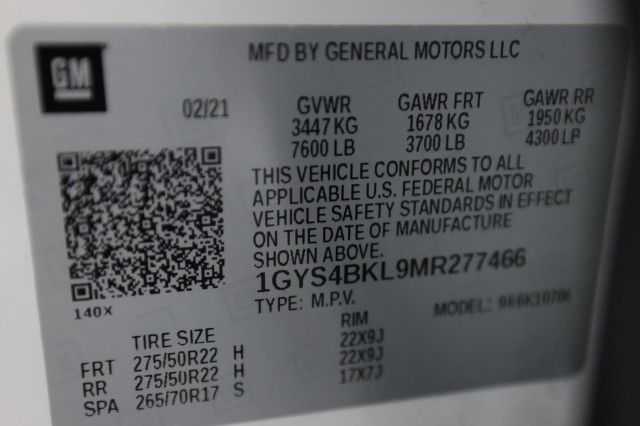 GM
MFD BY GENERAL MOTORS LLC
02/21
GVWR GAWR FRT GAWR RR
3447 KG 1678 KG 1950 KG
7600 LB 3700 LB 4300 LB
THIS VEHICLE CONFORMS TO ALL
APPLICABLE U.S. FEDERAL MOTOR
VEHICLE SAFETY STANDARDS IN EFFECT
ON THE DATE OF MANUFACTURE
SHOWN ABOVE.
1GYS4BKL9MR277466
140X
TYPE: M.P.V. MODEL: 966K10706
TIRE SIZE RIM
FRT 275/50R22 H 22X9J
RR 275/50R22 H 22X9J
SPA 265/70R17 S 17X7J